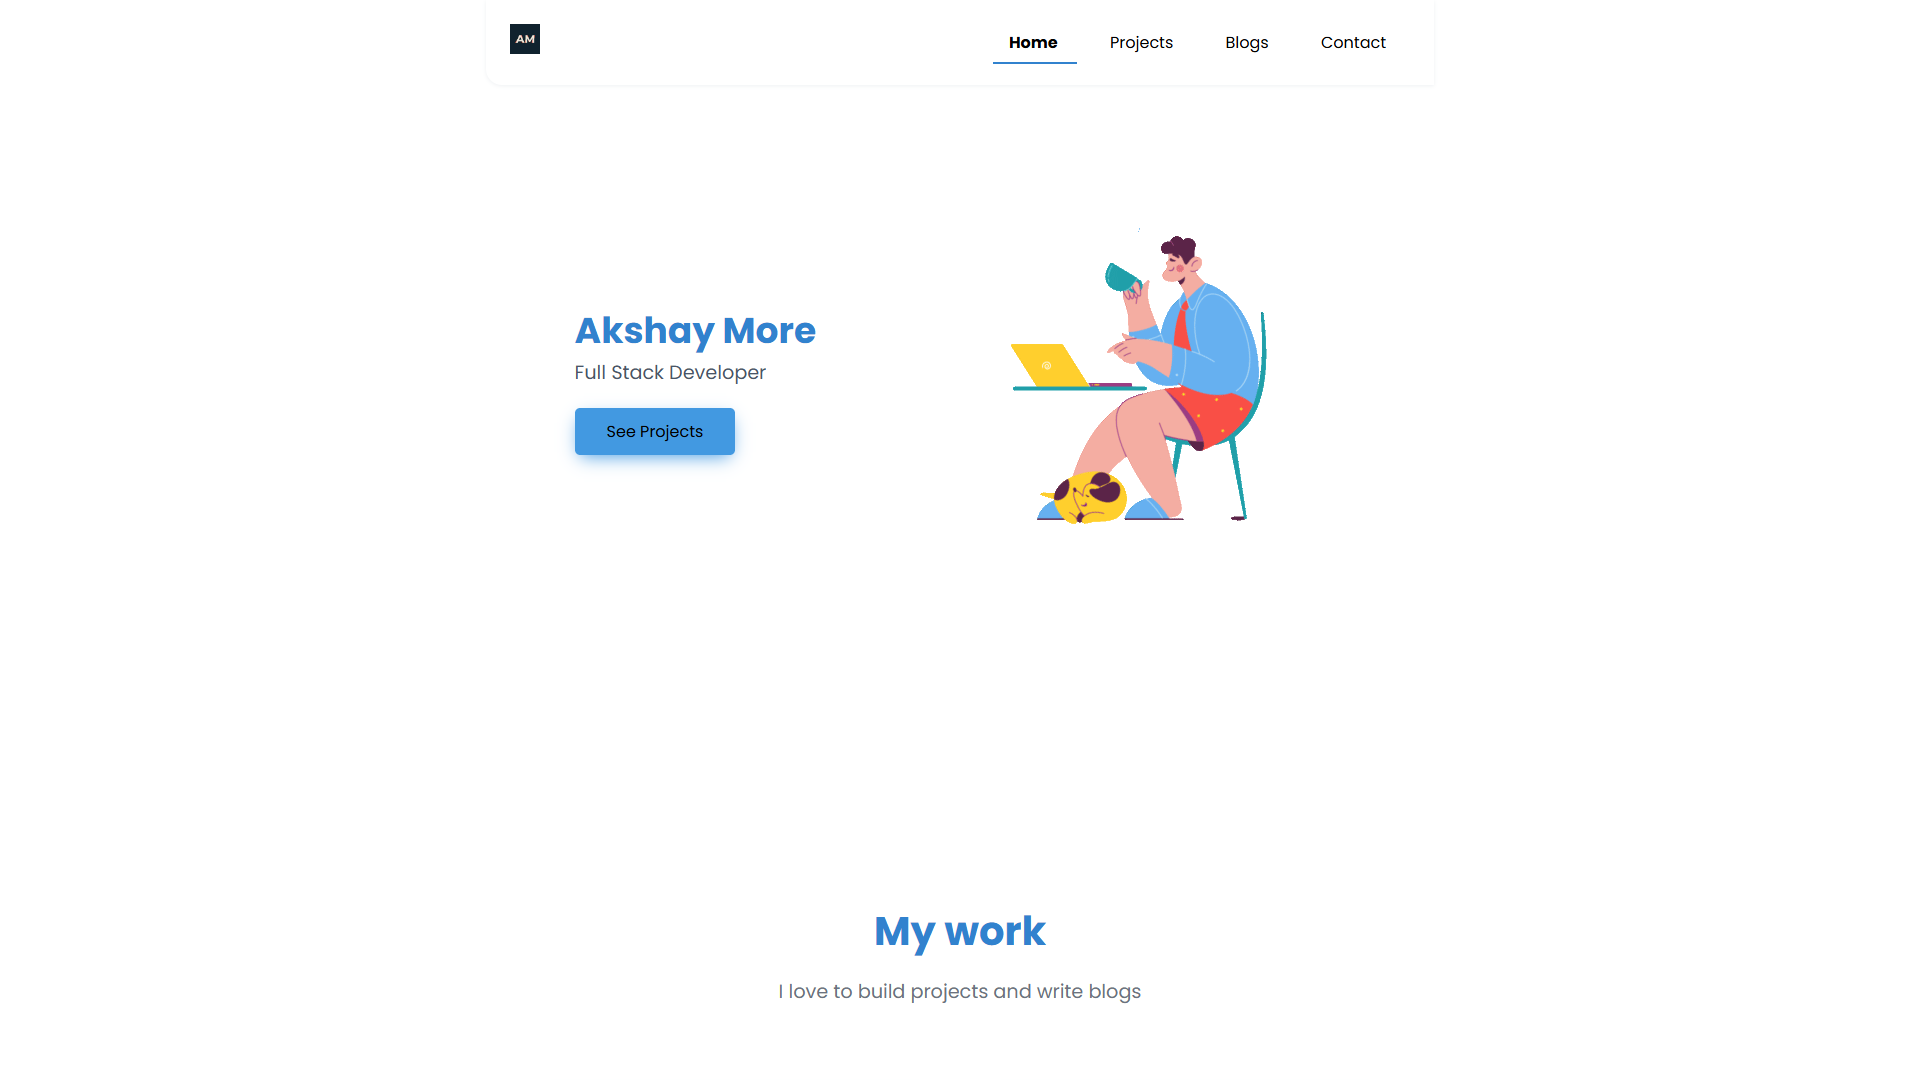 AM
Home Projects Blogs Contact
Akshay More
Full Stack Developer
See Projects
My work
I love to build projects and write blogs